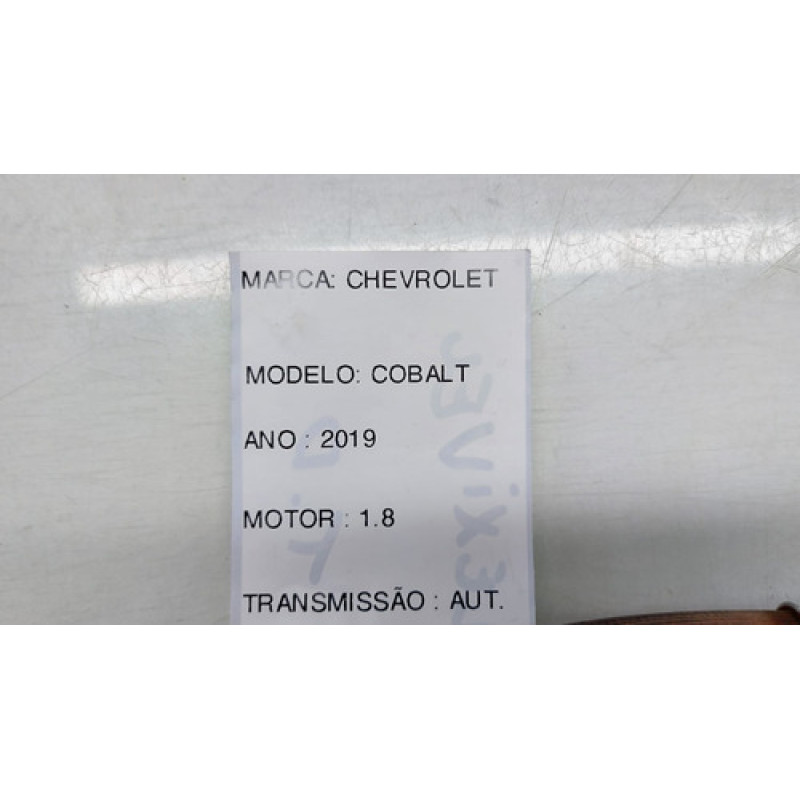 MARCA: CHEVROLET
MODELO: COBALT
ANO : 2019
MOTOR : 1.8
TRANSMISSÃO : AUT.